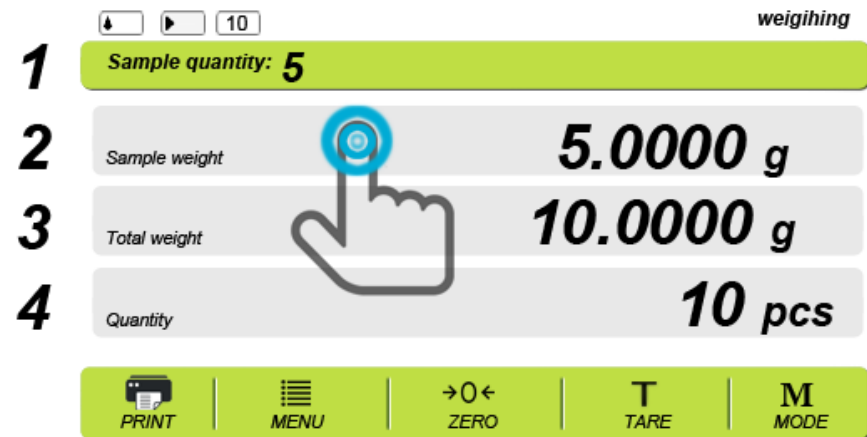 10
weigihing
1 Sample quantity: 5
2 Sample weight 5.0000 g
3 Total weight 10.0000 g
4 Quantity 10 pcs
PRINT MENU →0← ZERO T TARE M MODE